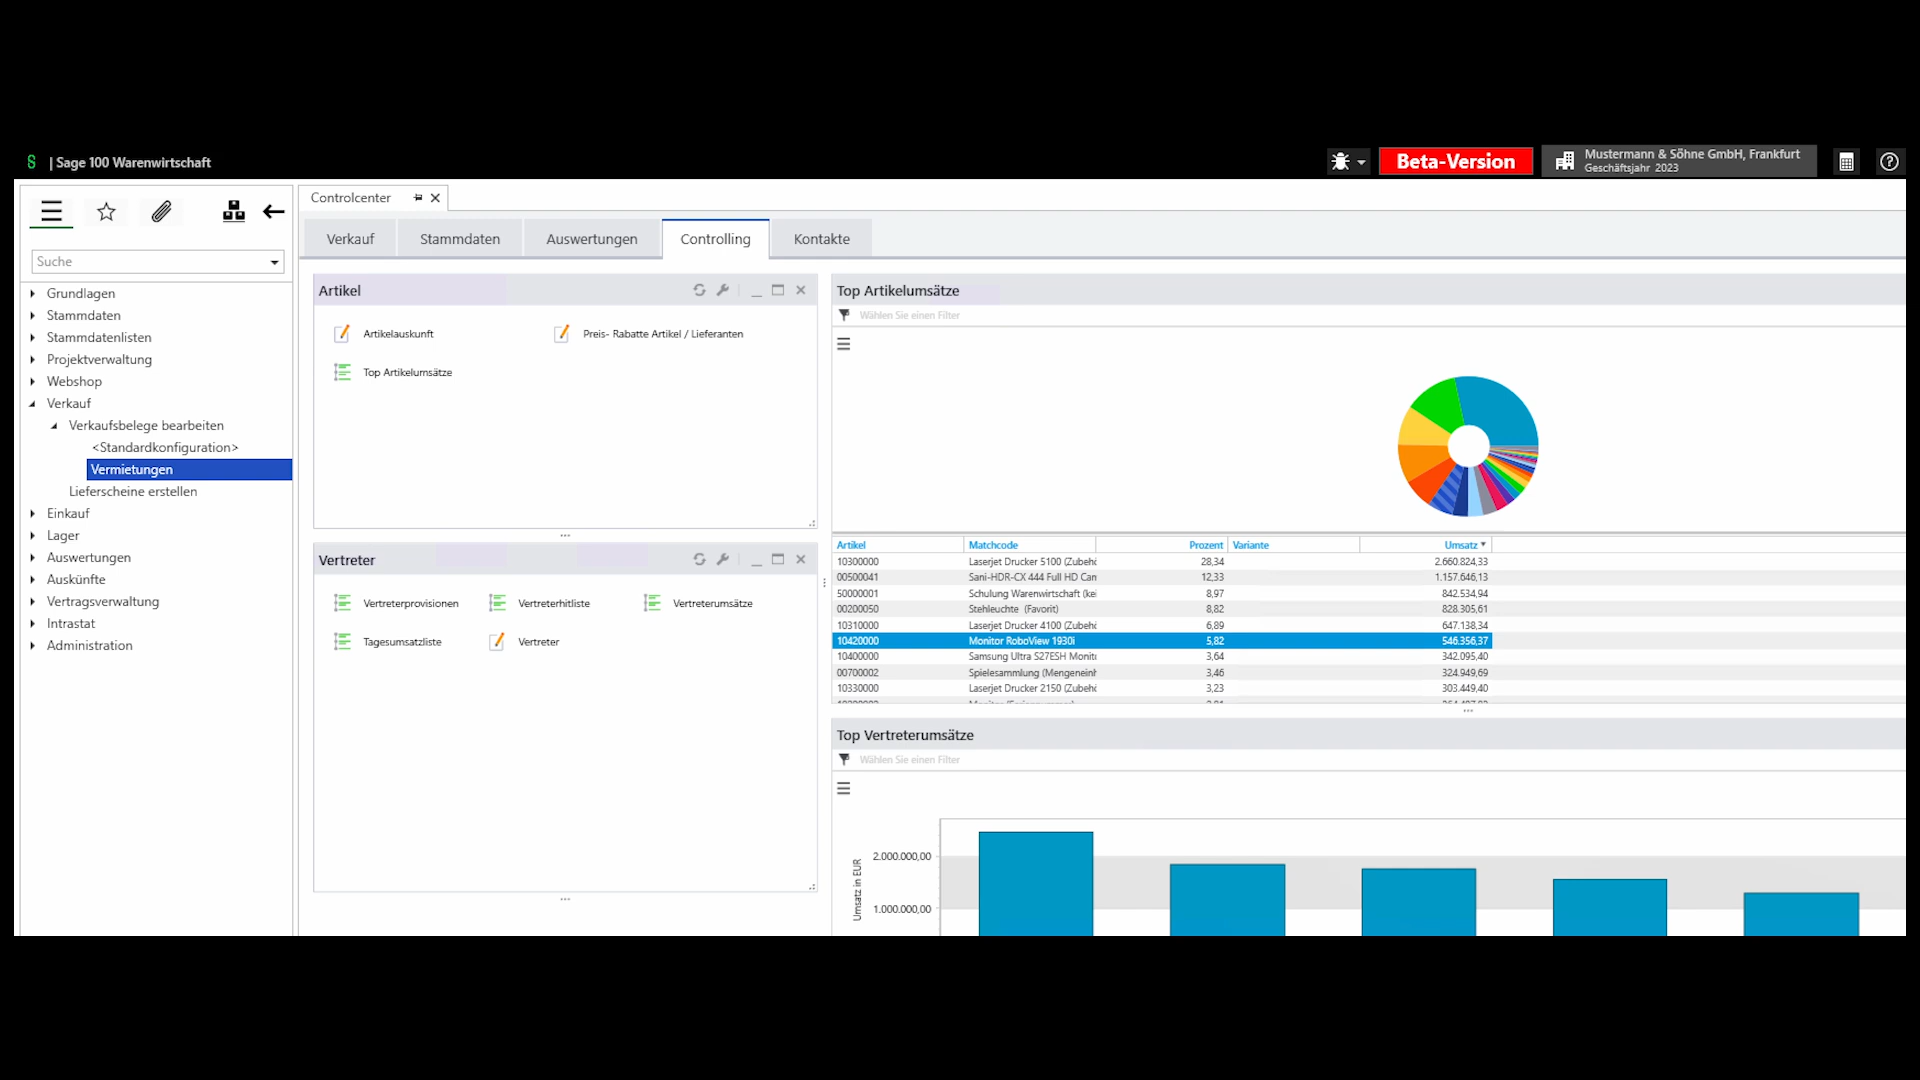 | Sage 100 Warenwirtschaft
Beta-Version
Mustermann & Söhne GmbH, Frankfurt
Geschäftsjahr 2023
Suche
Grundlagen
Stammdaten
Stammdatenlisten
Projektverwaltung
Webshop
Verkauf
Verkaufsbelege bearbeiten
<Standardkonfiguration>
Vermietungen
Lieferscheine erstellen
Einkauf
Lager
Auswertungen
Auskünfte
Vertragsverwaltung
Intrastat
Administration
Controlcenter
Verkauf Stammdaten Auswertungen Controlling Kontakte
Artikel
Artikelauskunft Preis- Rabatte Artikel / Lieferanten
Top Artikelumsätze
Vertreter
Vertreterprovisionen Vertreterhitliste Vertreterumsätze
Tagesumsatzliste Vertreter
Top Artikelumsätze
Wählen Sie einen Filter
Artikel Matchcode Prozent Variante Umsatz
10300000 Laserjet Drucker 5100 (Zubehö 28,34 2.660.824,33
00500041 Sani-HDR-CX 444 Full HD Cam 12,33 1.157.646,13
50000001 Schulung Warenwirtschaft (kei 8,97 842.534,94
00200050 Stehleuchte (Favorit) 8,82 828.305,61
10310000 Laserjet Drucker 4100 (Zubehö 6,89 647.138,34
10420000 Monitor RoboView 1930i 5,82 546.356,37
10400000 Samsung Ultra S27ESH Monito 3,64 342.095,40
00700002 Spielesammlung (Mengeneinh 3,46 324.949,69
10330000 Laserjet Drucker 2150 (Zubehö 3,23 303.449,40
Top Vertreterumsätze
Wählen Sie einen Filter
Umsatz in EUR
2.000.000,00
1.000.000,00